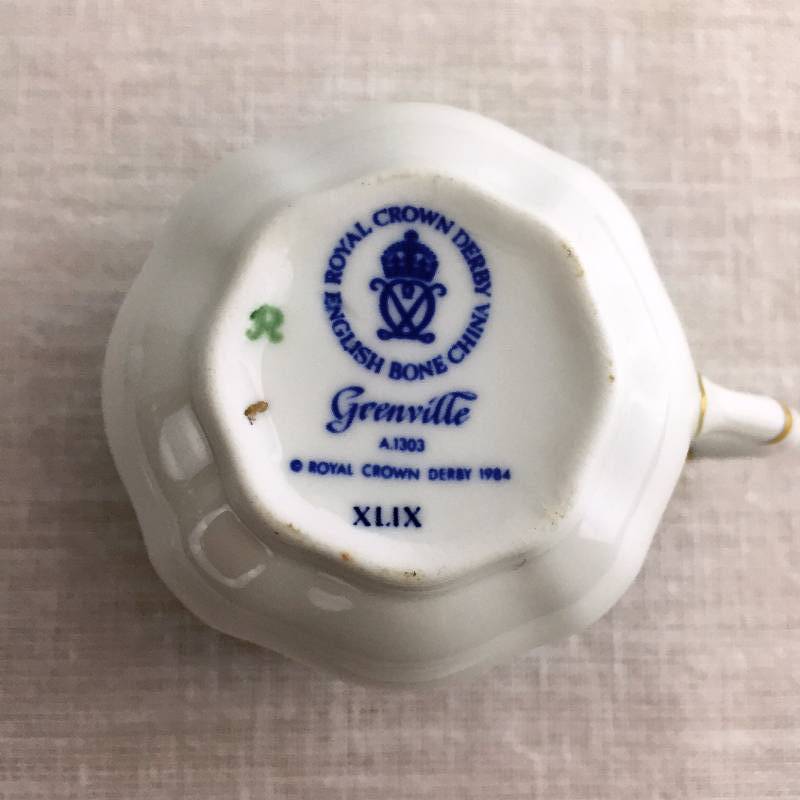 ROYAL CROWN DERBY
ENGLISH BONE CHINA
R
Grenville
A.1303
© ROYAL CROWN DERBY 1984
XLIX